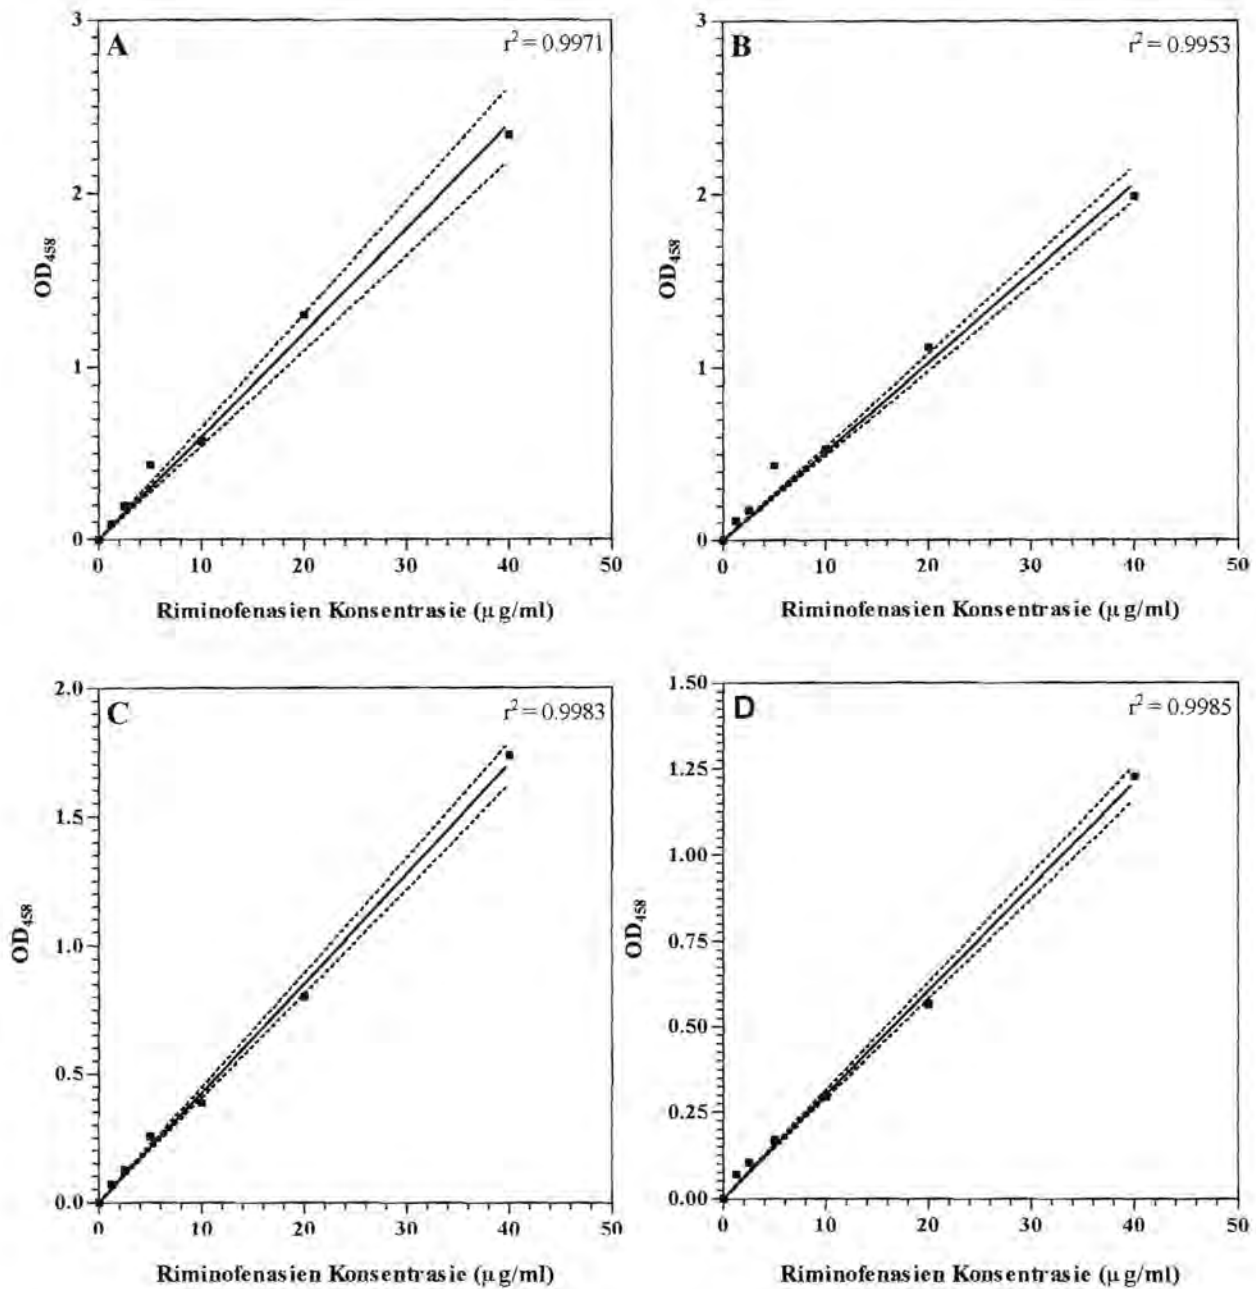 A
r² = 0.9971
3
2
1
0
OD₄₅₈
0 10 20 30 40 50
Riminofenasien Konsentrasie (µg/ml)
B
r² = 0.9953
3
2
1
0
OD₄₅₈
0 10 20 30 40 50
Riminofenasien Konsentrasie (µg/ml)
C
r² = 0.9983
2.0
1.5
1.0
0.5
0.0
OD₄₅₈
0 10 20 30 40 50
Riminofenasien Konsentrasie (µg/ml)
D
r² = 0.9985
1.50
1.25
1.00
0.75
0.50
0.25
0.00
OD₄₅₈
0 10 20 30 40 50
Riminofenasien Konsentrasie (µg/ml)